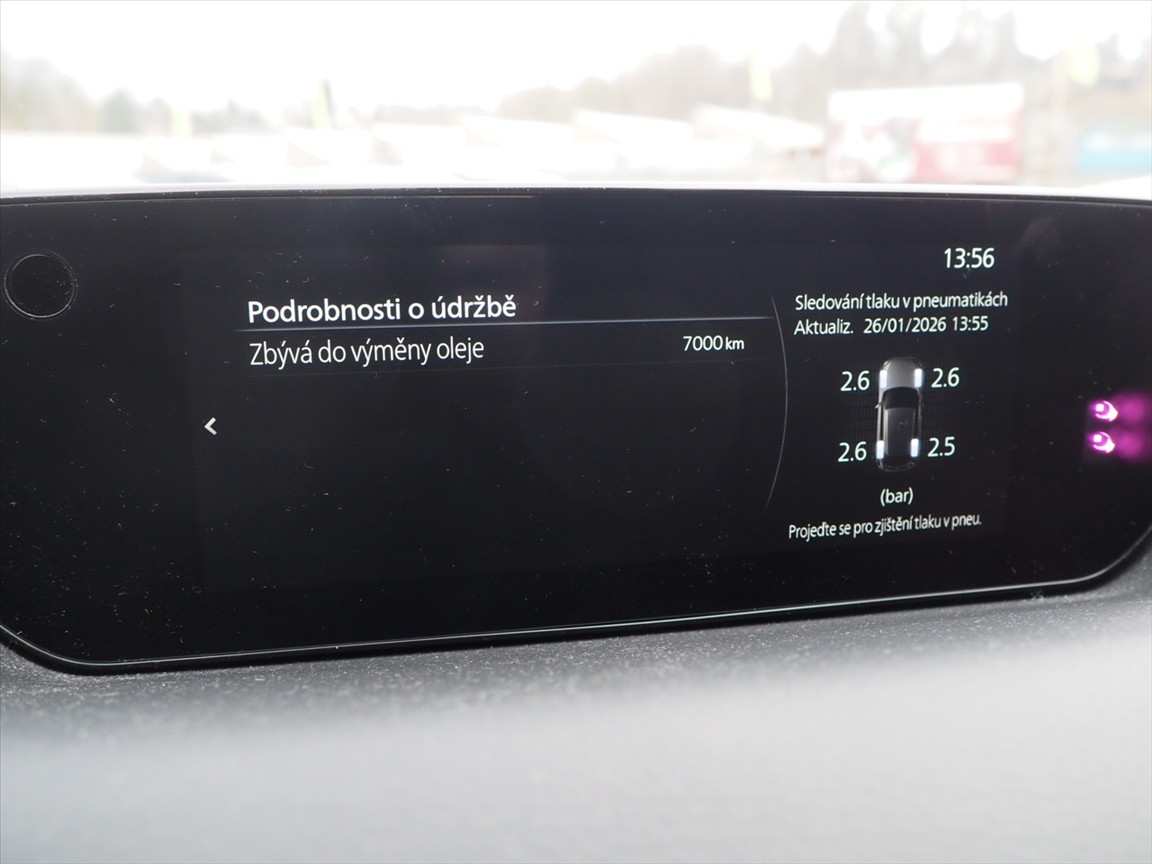 13:56
Podrobnosti o údržbě
Zbývá do výměny oleje 7000 km
Sledování tlaku v pneumatikách
Aktualiz. 26/01/2026 13:55
2.6 2.6
2.6 2.5
(bar)
Projeďte se pro zjištění tlaku v pneu.